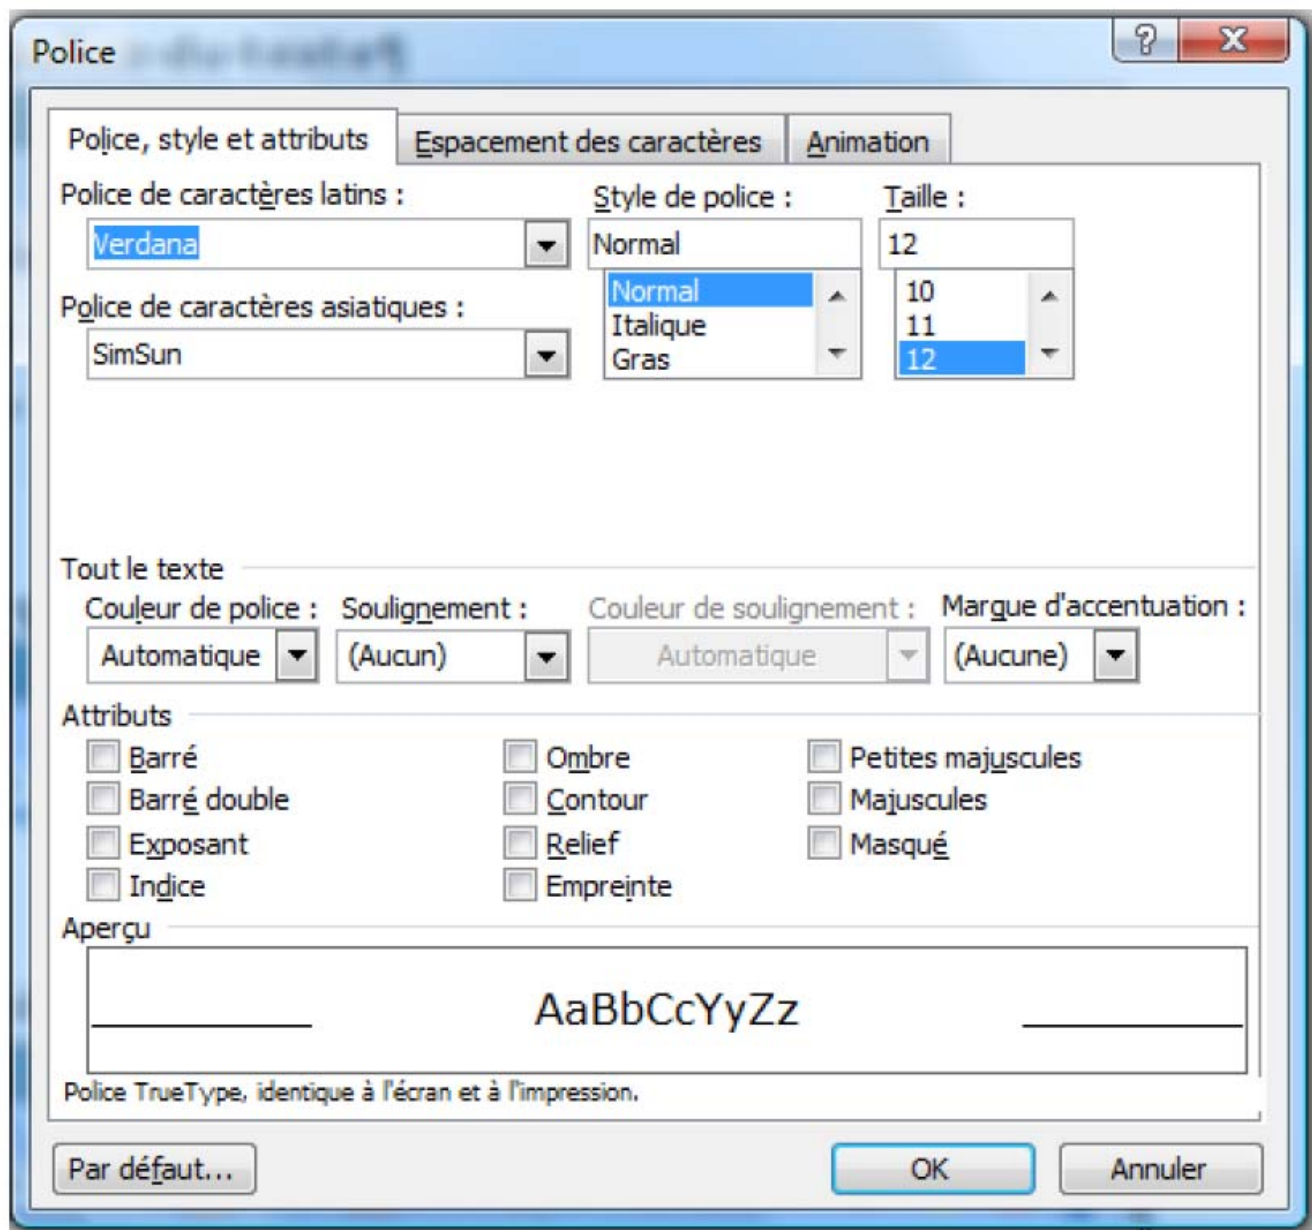 Police
Police, style et attributs Espacement des caractères Animation
Police de caractères latins : Style de police : Taille :
Verdana Normal 12
Normal 10
Police de caractères asiatiques : Italique 11
SimSun Gras 12
Tout le texte
Couleur de police : Soulignement : Couleur de soulignement : Marque d'accentuation :
Automatique (Aucun) Automatique (Aucune)
Attributs
Barré Ombre Petites majuscules
Barré double Contour Majuscules
Exposant Relief Masqué
Indice Empreinte
Aperçu
AaBbCcYyZz
Police TrueType, identique à l'écran et à l'impression.
Par défaut... OK Annuler